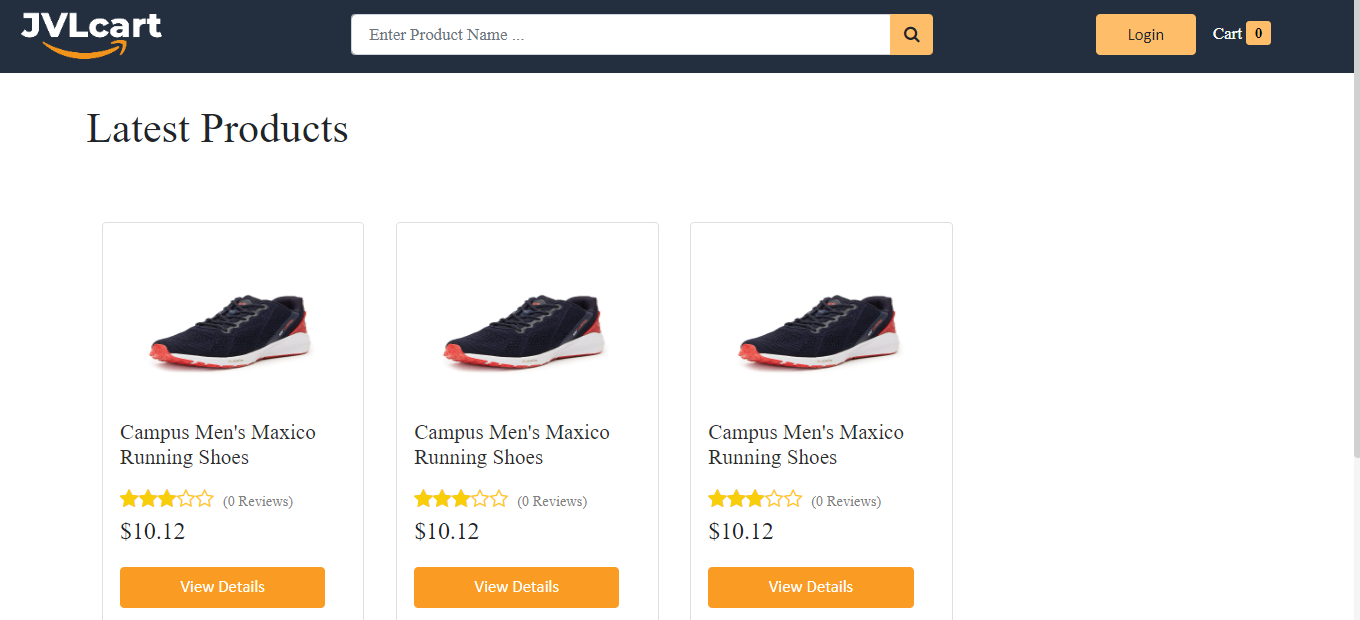 JVLcart
Enter Product Name ...
Login
Cart 0
Latest Products
Campus Men's Maxico
Running Shoes
(0 Reviews)
$10.12
View Details
Campus Men's Maxico
Running Shoes
(0 Reviews)
$10.12
View Details
Campus Men's Maxico
Running Shoes
(0 Reviews)
$10.12
View Details